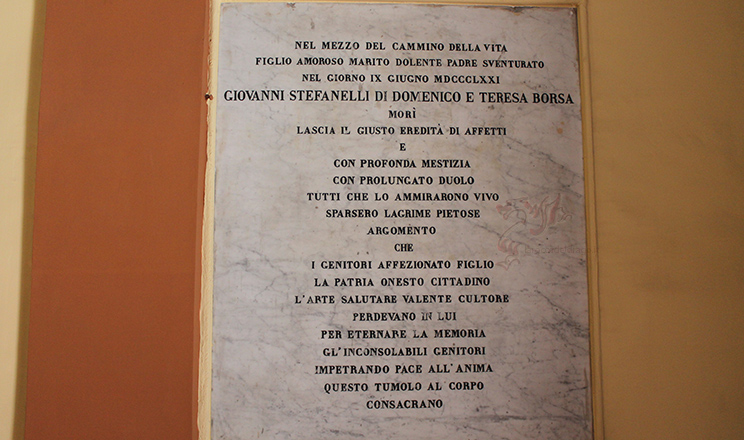 NEL MEZZO DEL CAMMINO DELLA VITA
FIGLIO AMOROSO MARITO DOLENTE PADRE SVENTURATO
NEL GIORNO IX GIUGNO MDCCCLXXI
GIOVANNI STEFANELLI DI DOMENICO E TERESA BORSA
MORÌ
LASCIA IL GIUSTO EREDITÀ DI AFFETTI
E
CON PROFONDA MESTIZIA
CON PROLUNGATO DUOLO
TUTTI CHE LO AMMIRARONO VIVO
SPARSERO LAGRIME PIETOSE
ARGOMENTO
CHE
I GENITORI AFFEZIONATO FIGLIO
LA PATRIA ONESTO CITTADINO
L'ARTE SALUTARE VALENTE CULTORE
PERDEVANO IN LUI
PER ETERNARE LA MEMORIA
GL'INCONSOLABILI GENITORI
IMPETRANDO PACE ALL'ANIMA
QUESTO TUMOLO AL CORPO
CONSACRANO